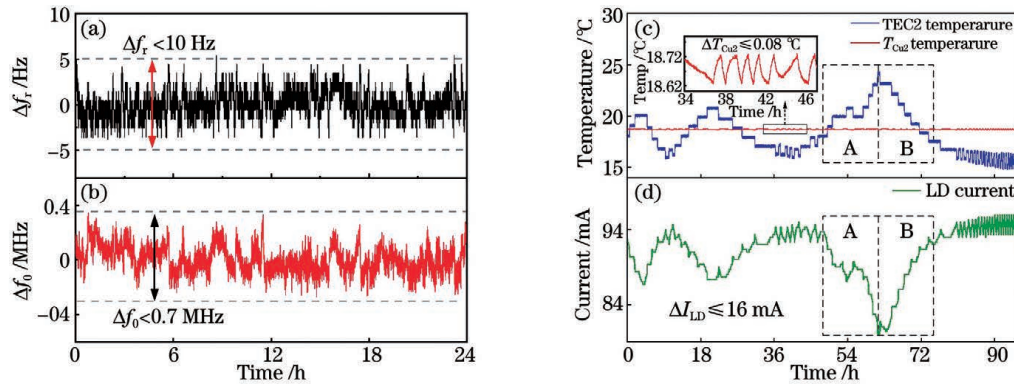 (a)
Δfr <10 Hz
Δfr /Hz
10
5
0
−5
(b)
Δf0 /MHz
0.4
0
−04
Δf0<0.7 MHz
0
6
12
18
24
Time /h
(c)
TEC2 temperarure
TCu2 temperarure
ΔTCu2≤0.08 ℃
Temp /℃
18.72
18.62
34
38
42
46
Time /h
Temperature /℃
30
25
20
15
A
B
(d)
LD current
Current /mA
94
84
A
B
ΔILD≤16 mA
0
18
36
54
72
90
Time /h